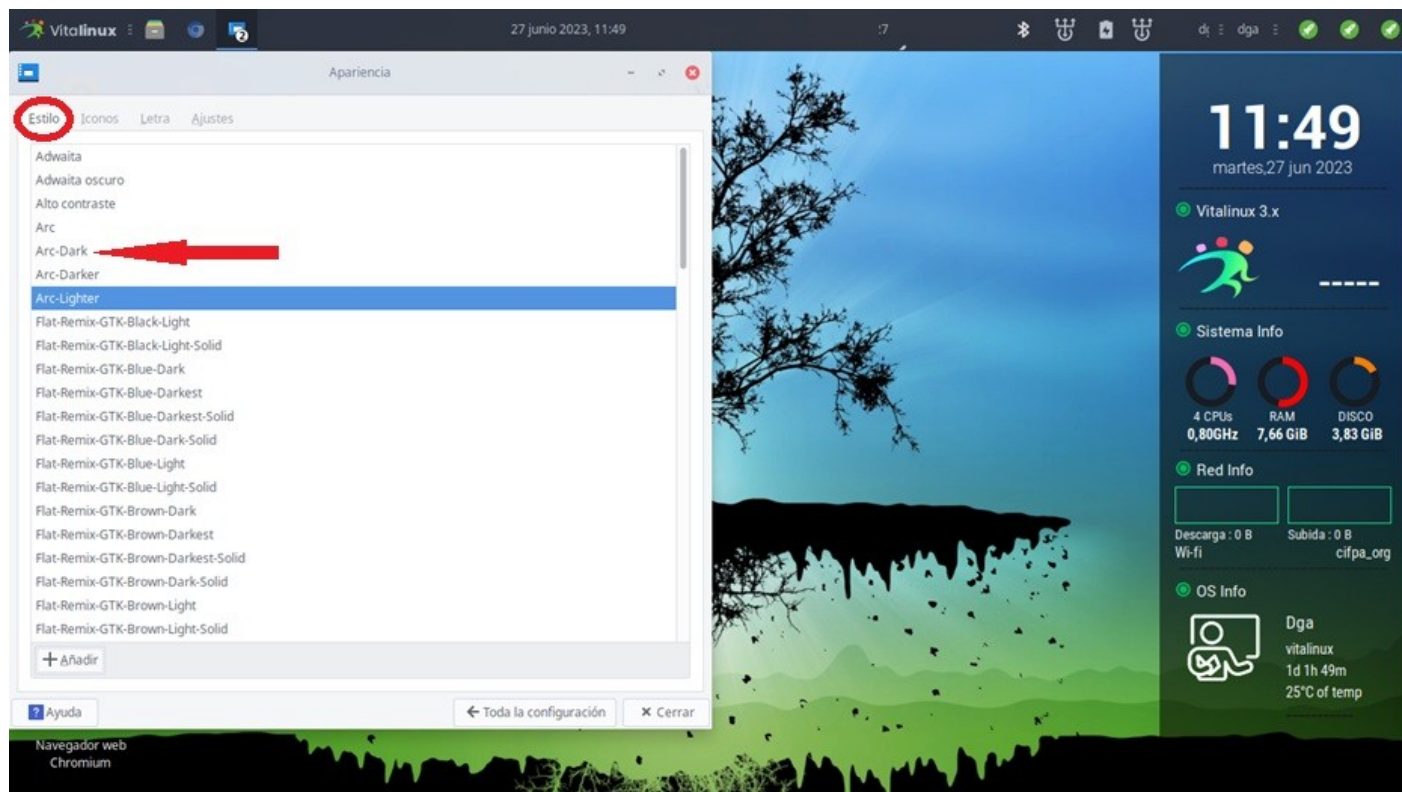 Vitalinux
27 junio 2023, 11:49
:7
dga
Apariencia
Estilo Iconos Letra Ajustes
Adwaita
Adwaita oscuro
Alto contraste
Arc
Arc-Dark
Arc-Darker
Arc-Lighter
Flat-Remix-GTK-Black-Light
Flat-Remix-GTK-Black-Light-Solid
Flat-Remix-GTK-Blue-Dark
Flat-Remix-GTK-Blue-Darkest
Flat-Remix-GTK-Blue-Darkest-Solid
Flat-Remix-GTK-Blue-Dark-Solid
Flat-Remix-GTK-Blue-Light
Flat-Remix-GTK-Blue-Light-Solid
Flat-Remix-GTK-Brown-Dark
Flat-Remix-GTK-Brown-Darkest
Flat-Remix-GTK-Brown-Darkest-Solid
Flat-Remix-GTK-Brown-Dark-Solid
Flat-Remix-GTK-Brown-Light
Flat-Remix-GTK-Brown-Light-Solid
Añadir
Ayuda
Toda la configuración
Cerrar
Navegador web
Chromium
11:49
martes,27 jun 2023
Vitalinux 3.x
-----
Sistema Info
4 CPUs RAM DISCO
0,80GHz 7,66 GiB 3,83 GiB
Red Info
Descarga : 0 B Subida : 0 B
Wi-fi cifpa_org
OS Info
Dga
vitalinux
1d 1h 49m
25°C of temp